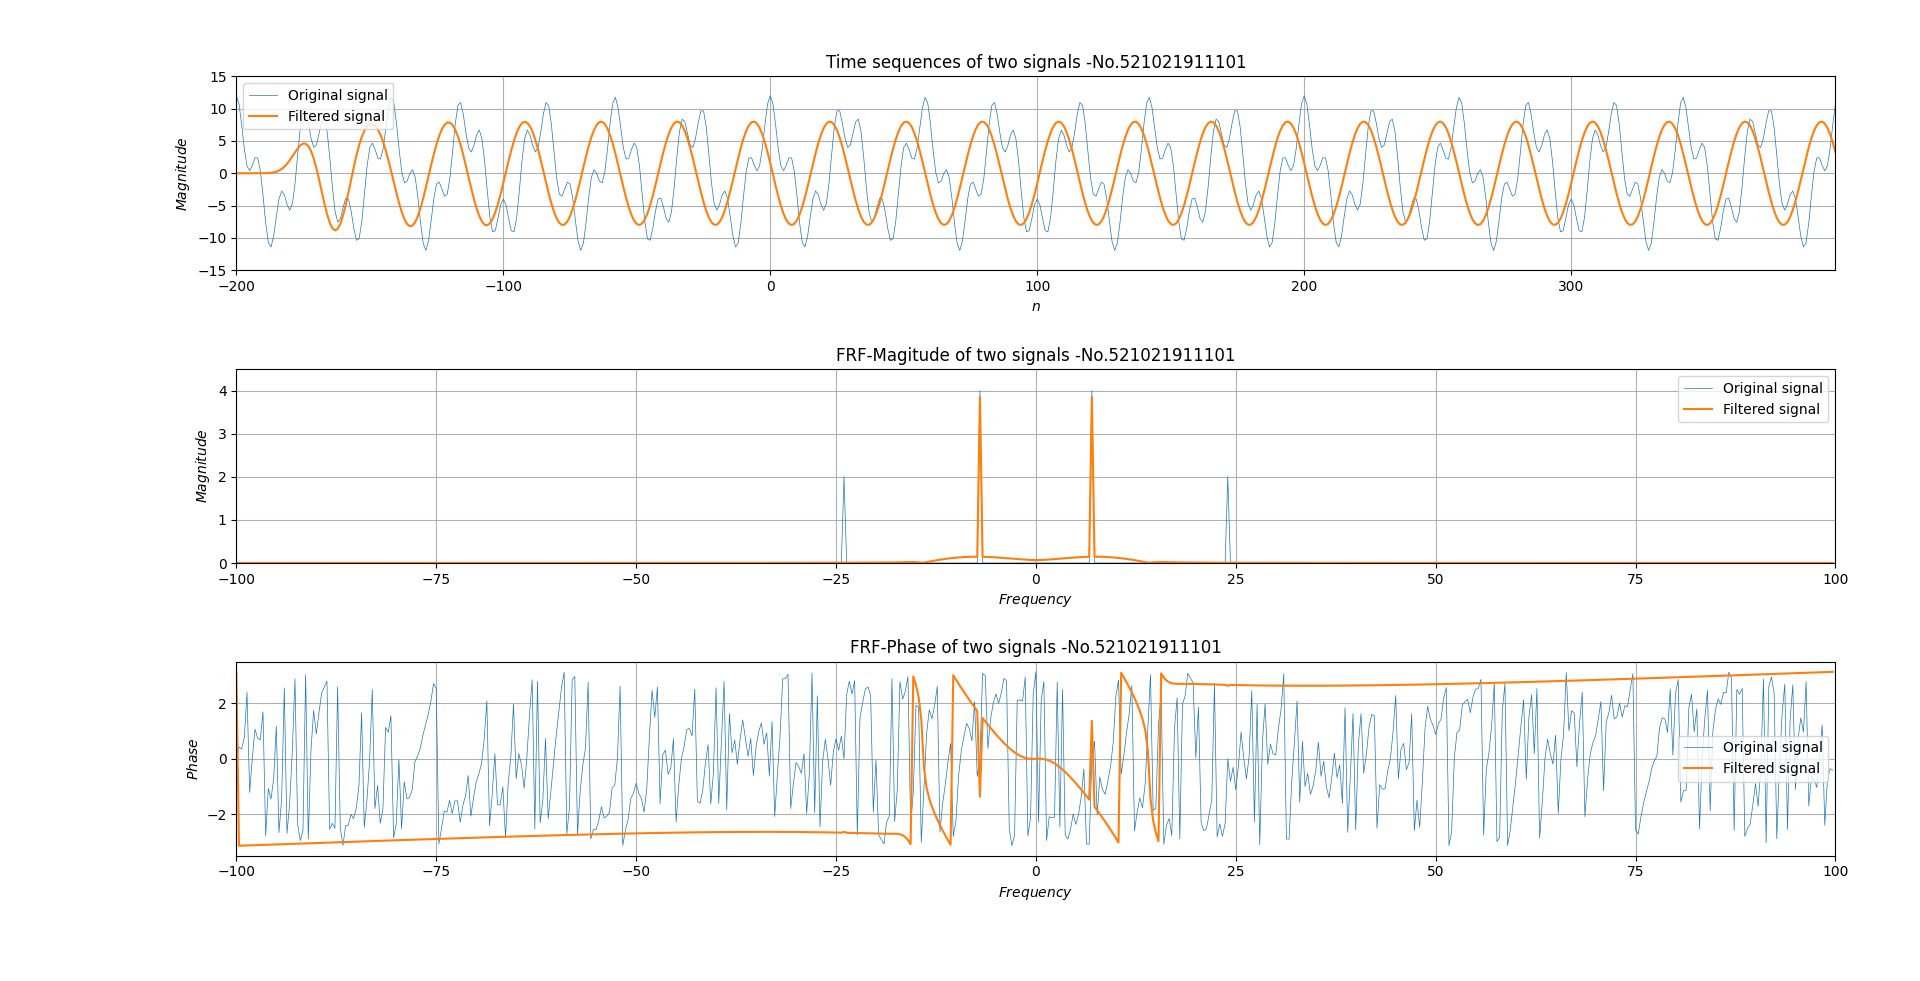 Time sequences of two signals -No.521021911101
15
10
5
0
−5
−10
−15
Magnitude
Original signal
Filtered signal
−200
−100
0
100
200
300
n
FRF-Magitude of two signals -No.521021911101
4
3
2
1
0
Magnitude
Original signal
Filtered signal
−100
−75
−50
−25
0
25
50
75
100
Frequency
FRF-Phase of two signals -No.521021911101
2
0
−2
Phase
Original signal
Filtered signal
−100
−75
−50
−25
0
25
50
75
100
Frequency